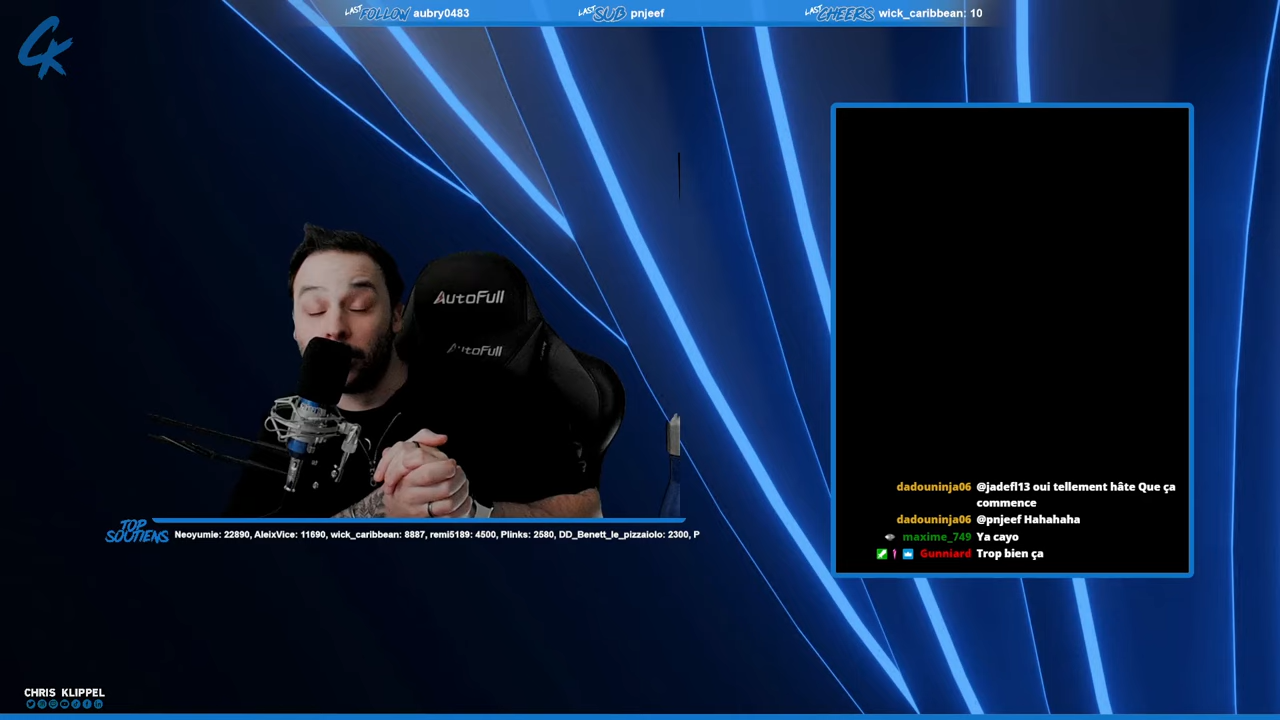 LAST FOLLOW aubry0483
LAST SUB pnjeef
LAST CHEERS wick_caribbean: 10
CK
AutoFull
AutoFull
dadouninja06 @jadefl13 oui tellement hâte Que ça
commence
dadouninja06 @pnjeef Hahahaha
maxime_749 Ya cayo
Gunniard Trop bien ça
TOP SOUTIENS Neoyumie: 22890, AleixVice: 11690, wick_caribbean: 8887, remi5189: 4500, Plinks: 2580, DD_Benett_le_pizzaiolo: 2300, P
CHRIS KLIPPEL